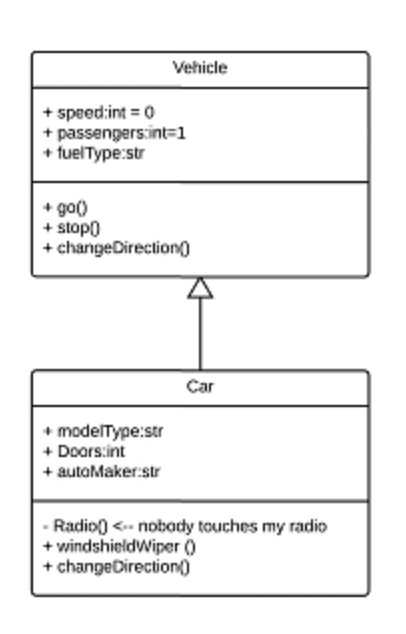 Vehicle
+ speed:int = 0
+ passengers:int=1
+ fuelType:str
+ go()
+ stop()
+ changeDirection()
Car
+ modelType:str
+ Doors:int
+ autoMaker:str
- Radio() <-- nobody touches my radio
+ windshieldWiper ()
+ changeDirection()